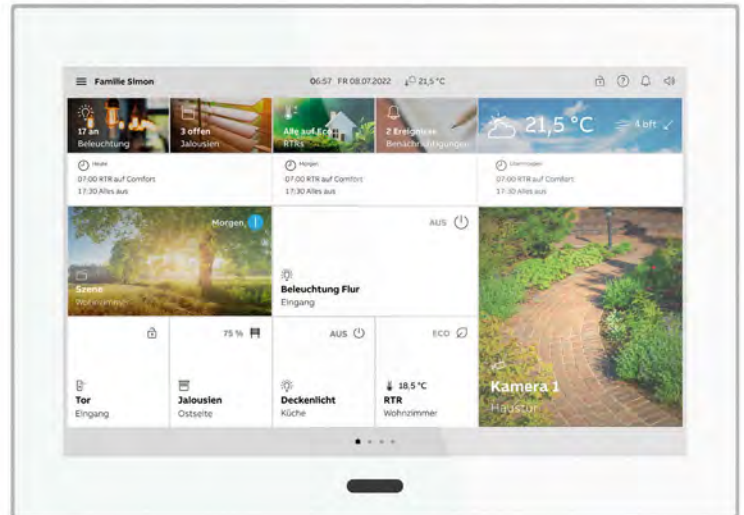 Familie Simon
06:57 FR 08.07.2022 21,5 °C
17 an
Beleuchtung
3 offen
Jalousien
Alle auf Eco
RTRs
2 Ereignisse
Benachrichtigungen
21,5 °C
4 bft
Heute
07:00 RTR auf Comfort
17:30 Alles aus
Morgen
07:00 RTR auf Comfort
17:30 Alles aus
Übermorgen
07:00 RTR auf Comfort
17:30 Alles aus
Morgen
Szene
Wohnzimmer
AUS
Beleuchtung Flur
Eingang
Kamera 1
Haustür
Tor
Eingang
75 %
Jalousien
Ostseite
AUS
Deckenlicht
Küche
ECO
18,5 °C
RTR
Wohnzimmer